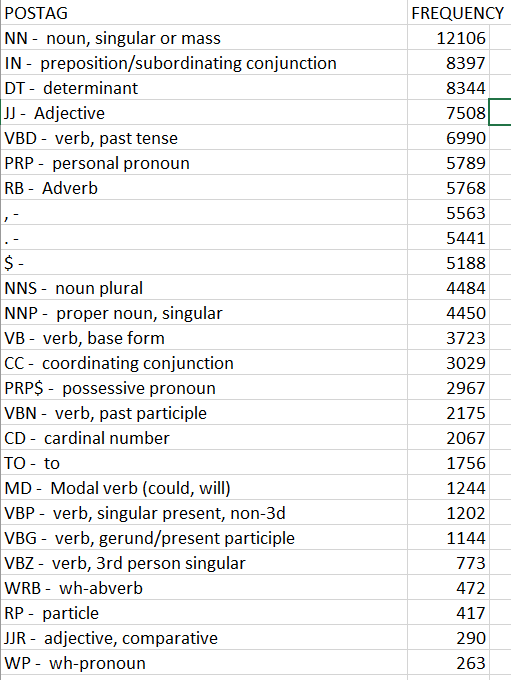 POSTAG FREQUENCY
NN - noun, singular or mass 12106
IN - preposition/subordinating conjunction 8397
DT - determinant 8344
JJ - Adjective 7508
VBD - verb, past tense 6990
PRP - personal pronoun 5789
RB - Adverb 5768
, - 5563
. - 5441
$ - 5188
NNS - noun plural 4484
NNP - proper noun, singular 4450
VB - verb, base form 3723
CC - coordinating conjunction 3029
PRP$ - possessive pronoun 2967
VBN - verb, past participle 2175
CD - cardinal number 2067
TO - to 1756
MD - Modal verb (could, will) 1244
VBP - verb, singular present, non-3d 1202
VBG - verb, gerund/present participle 1144
VBZ - verb, 3rd person singular 773
WRB - wh-abverb 472
RP - particle 417
JJR - adjective, comparative 290
WP - wh-pronoun 263